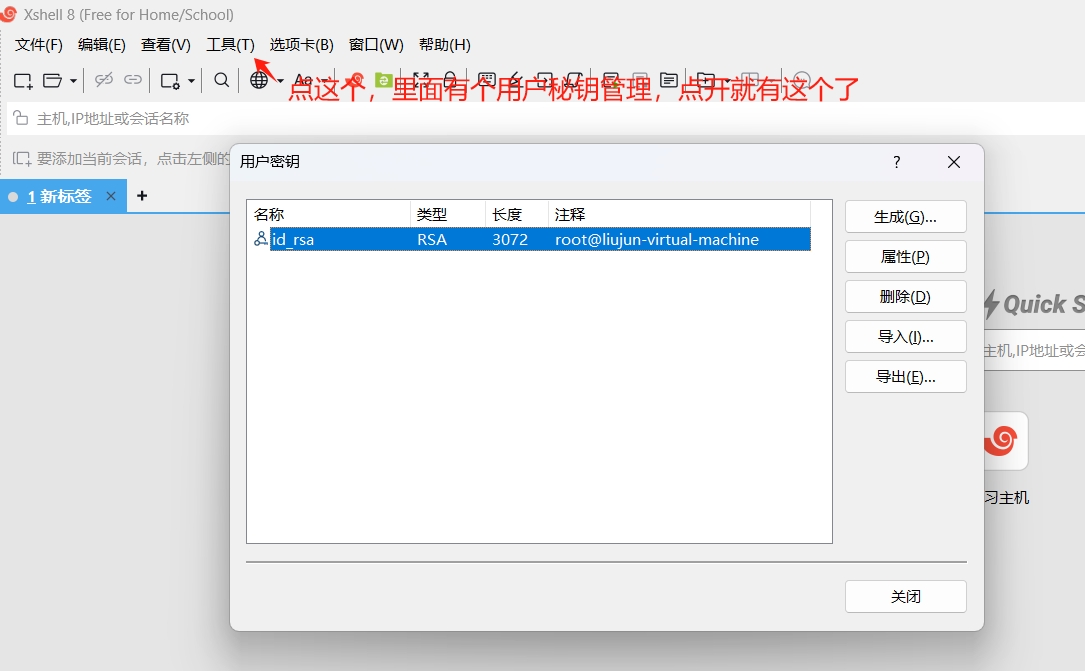 Xshell 8 (Free for Home/School)
文件(F) 编辑(E) 查看(V) 工具(T) 选项卡(B) 窗口(W) 帮助(H)
点这个，里面有个用户秘钥管理，点开就有这个了
主机,IP地址或会话名称
要添加当前会话，点击左侧的
1 新标签
用户密钥
名称 类型 长度 注释
id_rsa RSA 3072 root@liujun-virtual-machine
生成(G)...
属性(P)
删除(D)
导入(I)...
导出(E)...
关闭
Quick S
主机,IP地址或会
习主机